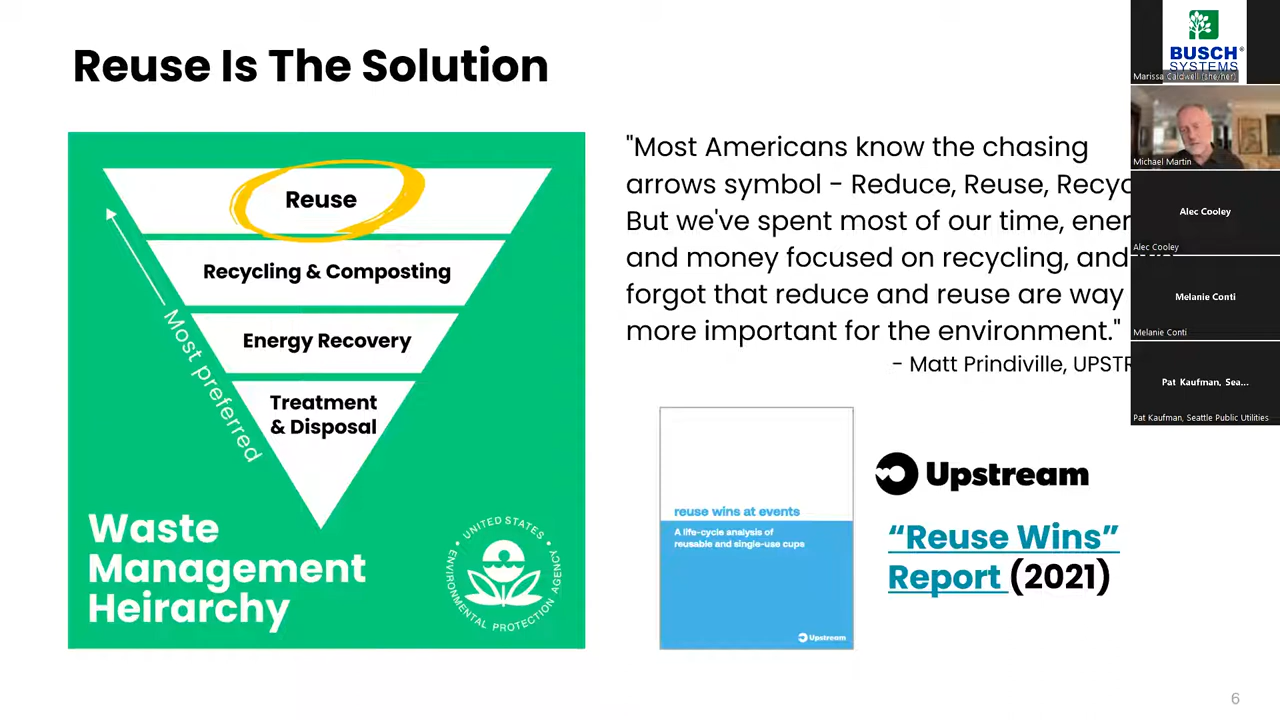 Reuse Is The Solution
Reuse
Recycling & Composting
Energy Recovery
Treatment
& Disposal
Most preferred
Waste
Management
Heirarchy
UNITED STATES
ENVIRONMENTAL PROTECTION AGENCY
"Most Americans know the chasing
arrows symbol - Reduce, Reuse,
But we've spent most of our time,
and money focused on recycling, and
forgot that reduce and reuse are way
more important for the environment."
- Matt Prindiville,
reuse wins at events
A life-cycle analysis of
reusable and single-use cups
Upstream
Upstream
“Reuse Wins”
Report (2021)
BUSCH®
SYSTEMS
Marissa Caldwell (she/her)
Michael Martin
Alec Cooley
Alec Cooley
Melanie Conti
Melanie Conti
Pat Kaufman, Sea...
Pat Kaufman, Seattle Public Utilities
6